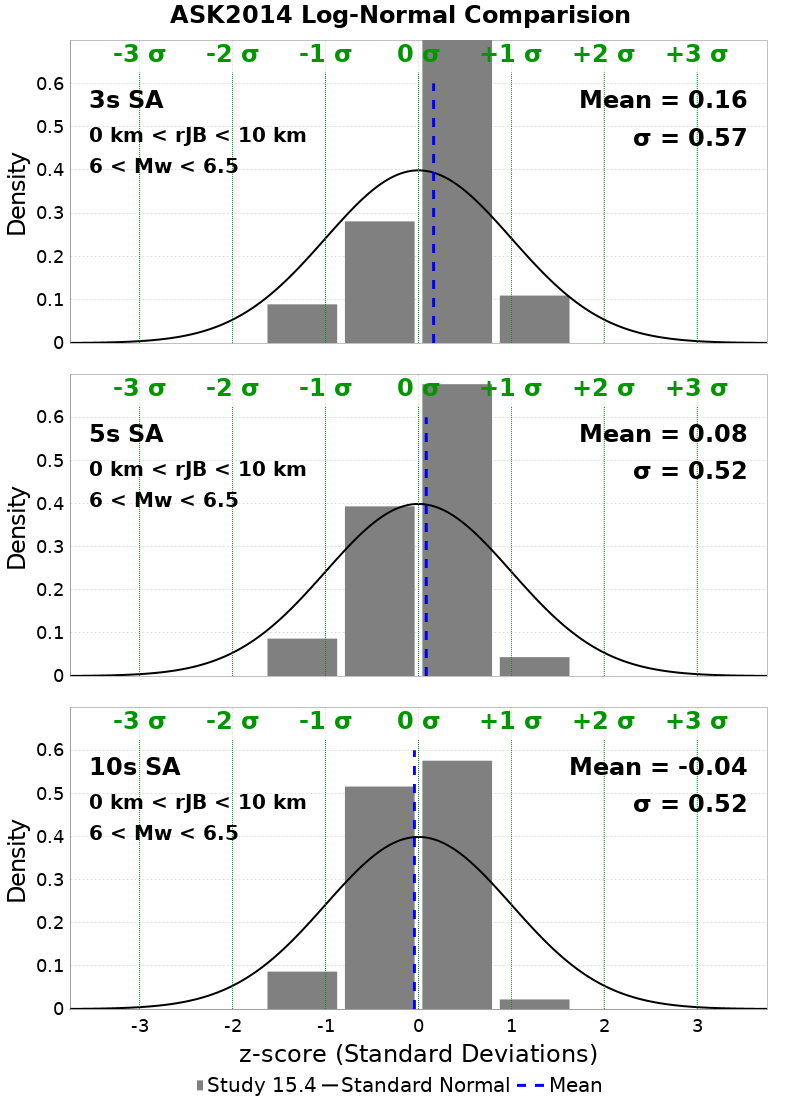 ASK2014 Log-Normal Comparision
-3 σ -2 σ -1 σ 0 σ +1 σ +2 σ +3 σ
3s SA
0 km < rJB < 10 km
6 < Mw < 6.5
Mean = 0.16
σ = 0.57
0.6
0.5
0.4
0.3
0.2
0.1
0
Density
-3 σ -2 σ -1 σ 0 σ +1 σ +2 σ +3 σ
5s SA
0 km < rJB < 10 km
6 < Mw < 6.5
Mean = 0.08
σ = 0.52
0.6
0.5
0.4
0.3
0.2
0.1
0
Density
-3 σ -2 σ -1 σ 0 σ +1 σ +2 σ +3 σ
10s SA
0 km < rJB < 10 km
6 < Mw < 6.5
Mean = -0.04
σ = 0.52
0.6
0.5
0.4
0.3
0.2
0.1
0
Density
-3 -2 -1 0 1 2 3
z-score (Standard Deviations)
Study 15.4 Standard Normal Mean